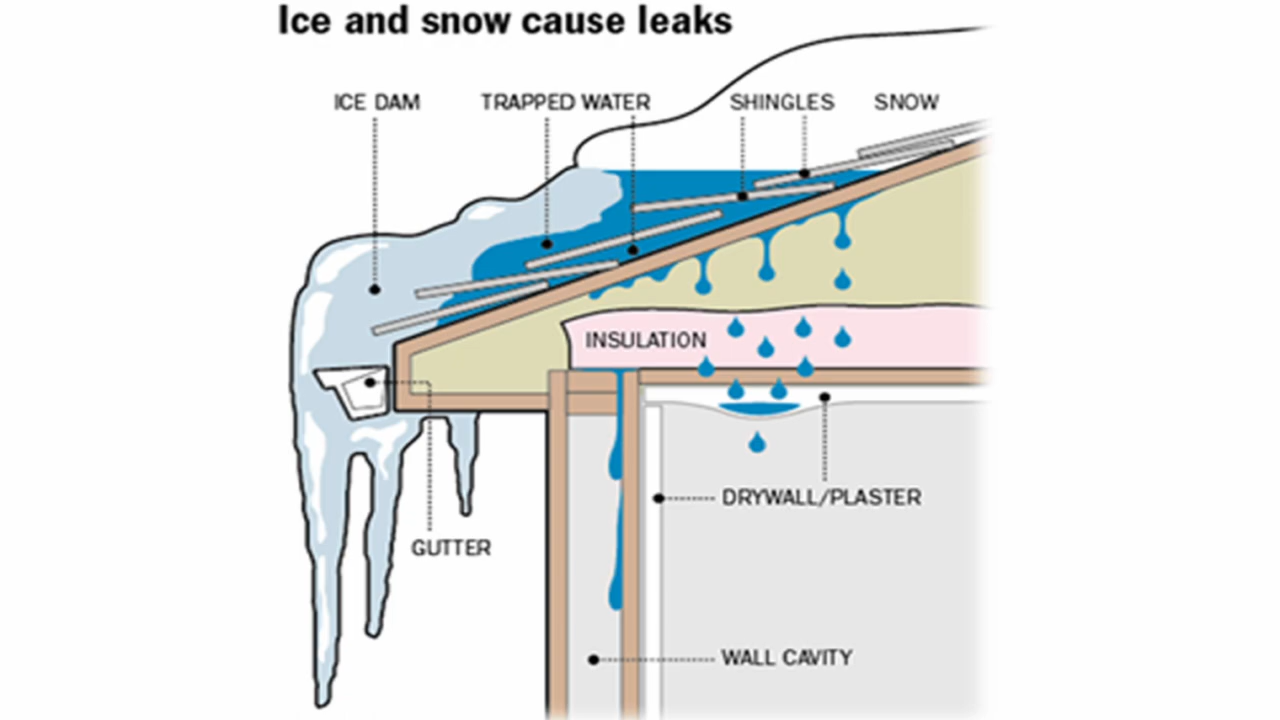 Ice and snow cause leaks
ICE DAM
TRAPPED WATER
SHINGLES
SNOW
INSULATION
DRYWALL/PLASTER
GUTTER
WALL CAVITY